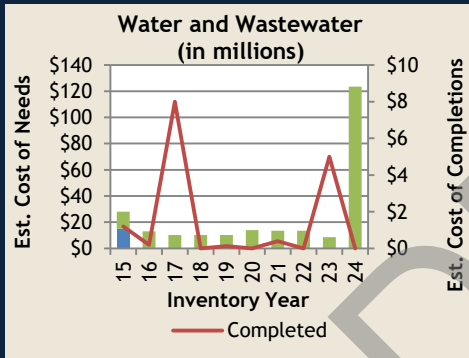 Water and Wastewater
(in millions)
Est. Cost of Needs
$140
$120
$100
$80
$60
$40
$20
$0
$10
$8
$6
$4
$2
$0
Est. Cost of Completions
15 16 17 18 19 20 21 22 23 24
Inventory Year
Completed